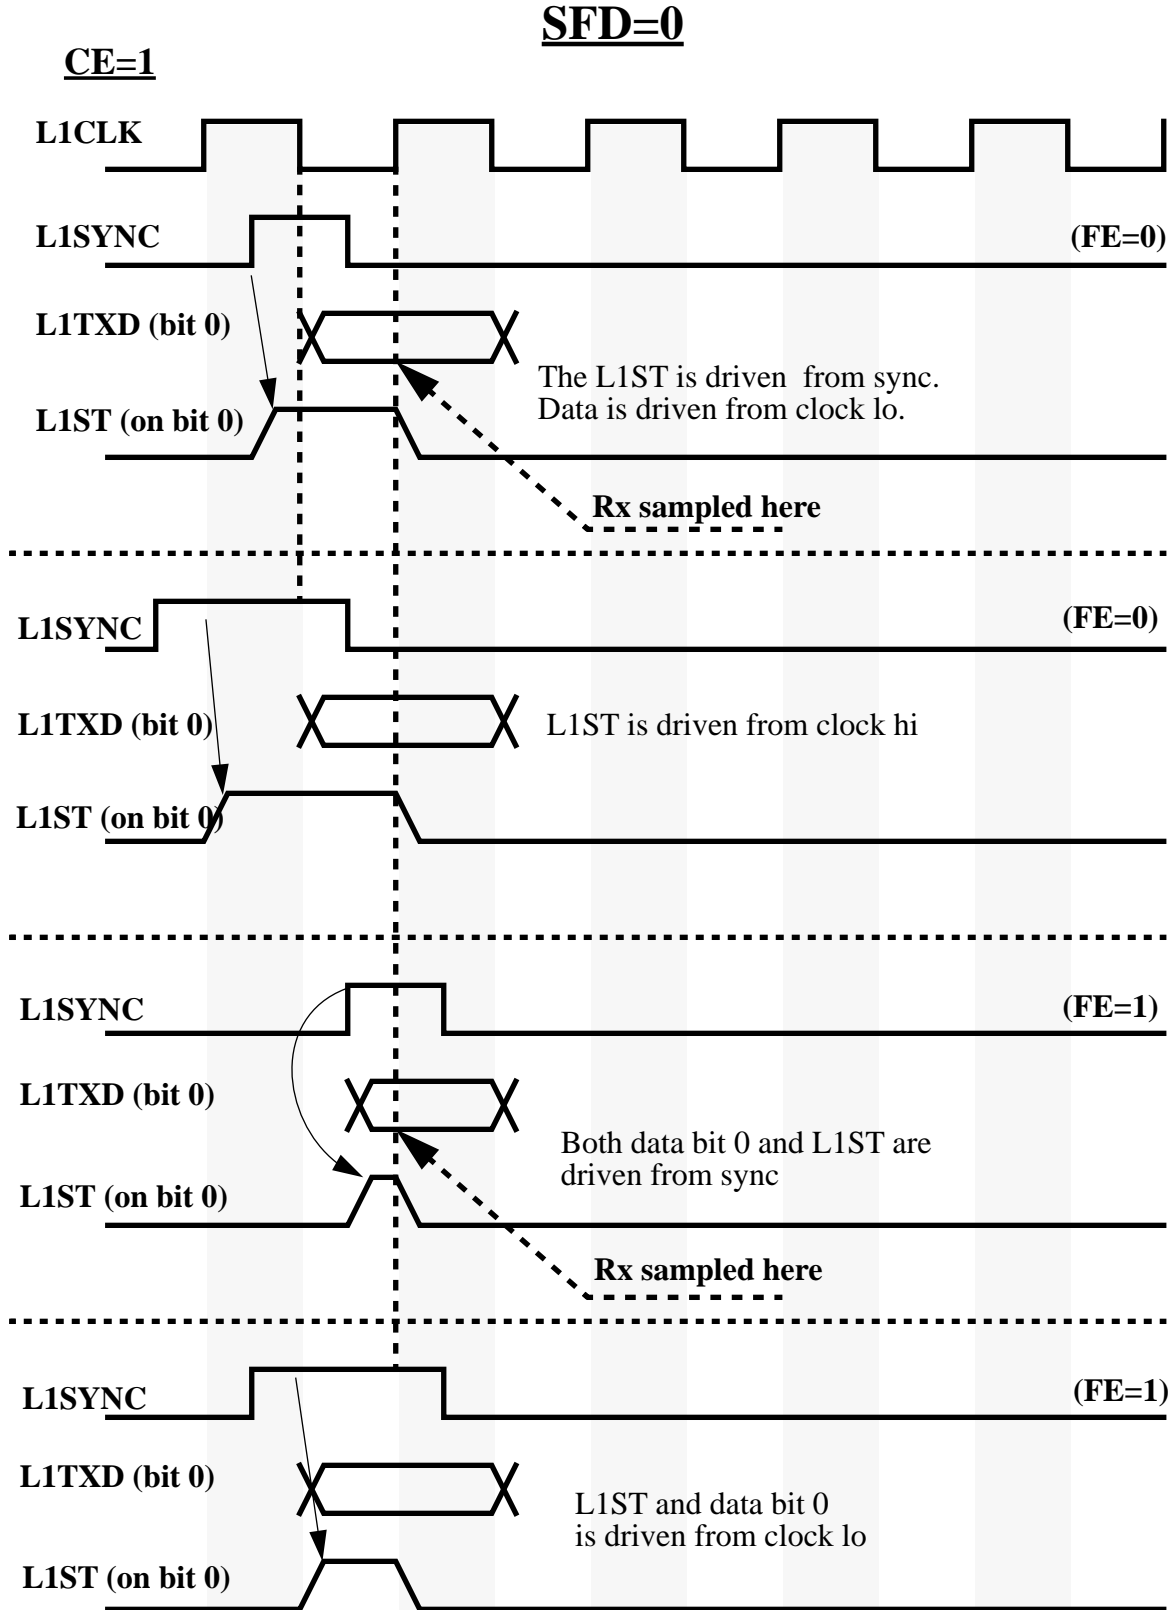 SFD=0
CE=1
L1CLK
L1SYNC
(FE=0)
L1TXD (bit 0)
The L1ST is driven from sync.
Data is driven from clock lo.
L1ST (on bit 0)
Rx sampled here
L1SYNC
(FE=0)
L1TXD (bit 0)
L1ST is driven from clock hi
L1ST (on bit 0)
L1SYNC
(FE=1)
L1TXD (bit 0)
Both data bit 0 and L1ST are
driven from sync
L1ST (on bit 0)
Rx sampled here
L1SYNC
(FE=1)
L1TXD (bit 0)
L1ST and data bit 0
is driven from clock lo
L1ST (on bit 0)